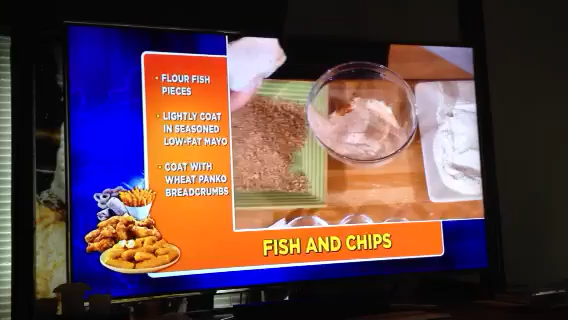 • FLOUR FISH
PIECES
• LIGHTLY COAT
IN SEASONED
LOW-FAT MAYO
• COAT WITH
WHEAT PANKO
BREADCRUMBS
FISH AND CHIPS